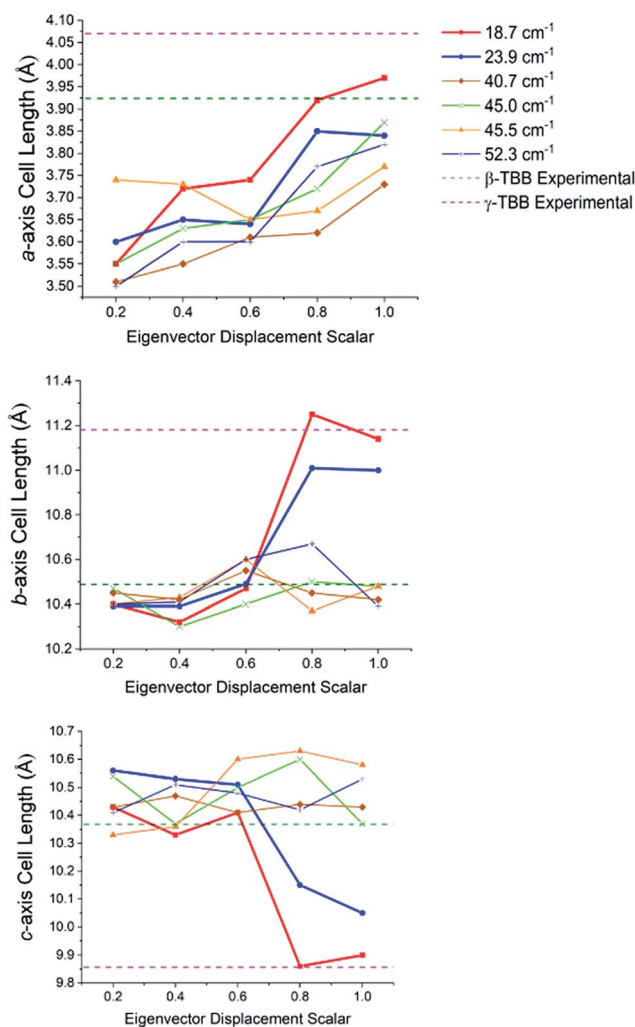 4.10
4.05
4.00
3.95
3.90
3.85
3.80
3.75
3.70
3.65
3.60
3.55
3.50
a-axis Cell Length (Å)
0.2 0.4 0.6 0.8 1.0
Eigenvector Displacement Scalar
18.7 cm⁻¹
23.9 cm⁻¹
40.7 cm⁻¹
45.0 cm⁻¹
45.5 cm⁻¹
52.3 cm⁻¹
β-TBB Experimental
γ-TBB Experimental
11.4
11.2
11.0
10.8
10.6
10.4
10.2
b-axis Cell Length (Å)
0.2 0.4 0.6 0.8 1.0
Eigenvector Displacement Scalar
10.7
10.6
10.5
10.4
10.3
10.2
10.1
10.0
9.9
9.8
c-axis Cell Length (Å)
0.2 0.4 0.6 0.8 1.0
Eigenvector Displacement Scalar